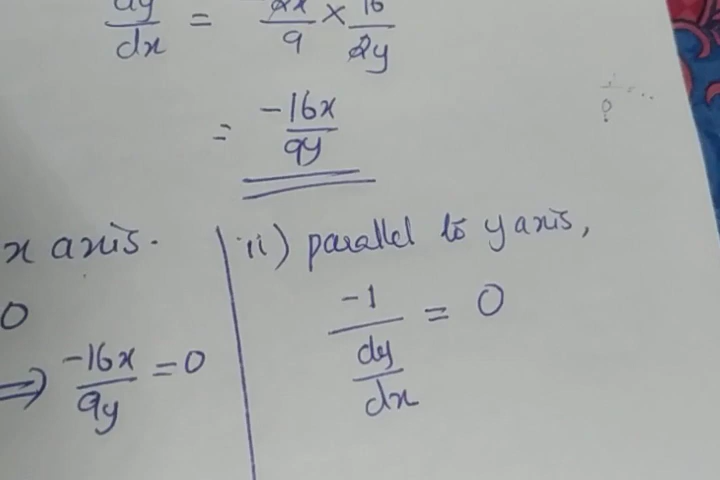 dy/dx = 2x/9 × 16/2y
= -16x/9y
x axis.
0
⇒ -16x/9y = 0
ii) parallel to y axis,
-1/(dy/dx) = 0